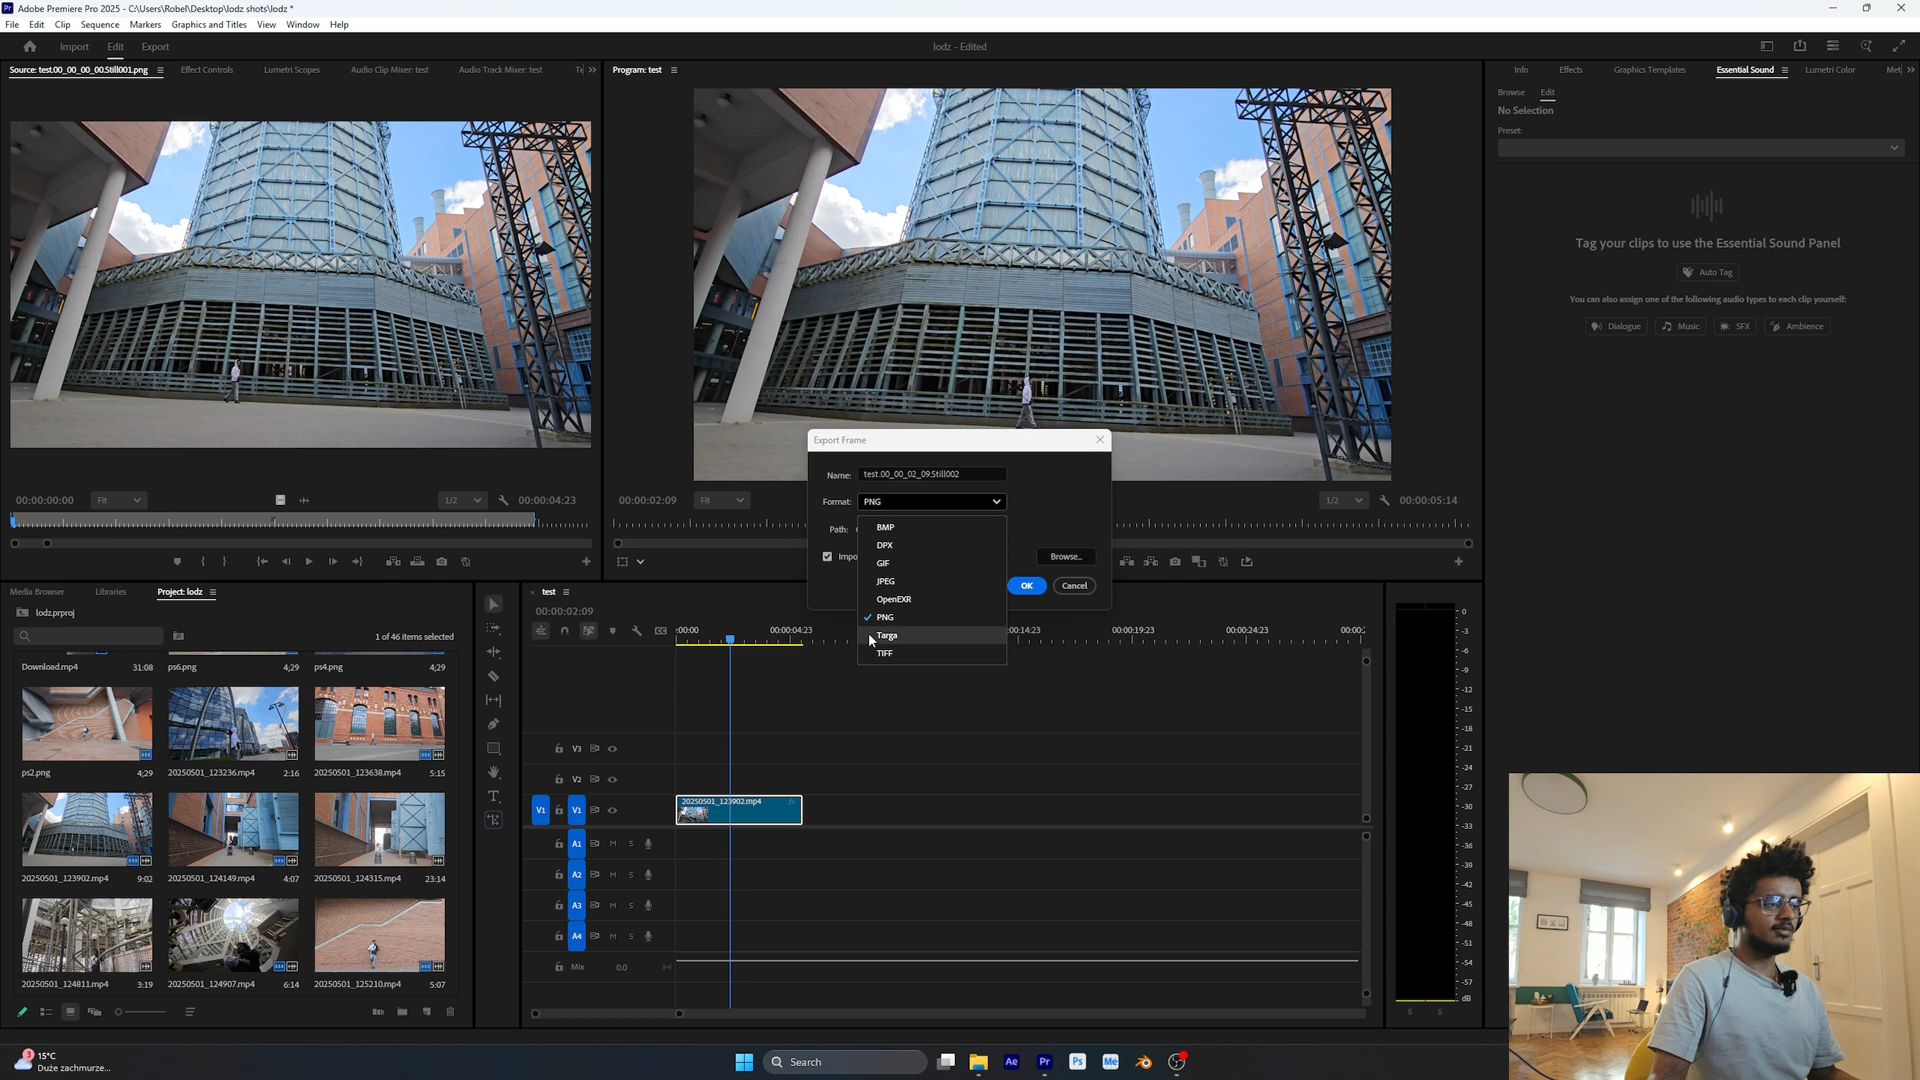 Adobe Premiere Pro 2025 - C:\Users\Robel\Desktop\lodz shots\lodz *
File Edit Clip Sequence Markers Graphics and Titles View Window Help
Import Edit Export
lodz - Edited
Source: test.00_00_00_00.Still001.png
Effect Controls
Lumetri Scopes
Audio Clip Mixer: test
Audio Track Mixer: test
Te
Program: test
Info
Effects
Graphics Templates
Essential Sound
Lumetri Color
Met
Browse Edit
No Selection
Preset:
Tag your clips to use the Essential Sound Panel
Auto Tag
You can also assign one of the following audio types to each clip yourself:
Dialogue Music SFX Ambience
00:00:00:00 Fit 1/2 00:00:04:23
00:00:02:09 Fit 1/2 00:00:05:14
Export Frame
Name: test.00_00_02_09.Still002
Format: PNG
Path:
Impo
Browse...
OK Cancel
BMP
DPX
GIF
JPEG
OpenEXR
PNG
Targa
TIFF
Media Browser Libraries Project: lodz
lodz.prproj
1 of 46 items selected
Download.mp4 31:08 ps6.png 4;29 ps4.png 4;29
ps2.png 4;29 20250501_123236.mp4 2:16 20250501_123638.mp4 5:15
20250501_123902.mp4 9:02 20250501_124149.mp4 4:07 20250501_124315.mp4 23:14
20250501_124811.mp4 3:19 20250501_124907.mp4 6:14 20250501_125210.mp4 5:07
test
00:00:02:09
:00:00 00:00:04:23 :00:14:23 00:00:19:23 00:00:24:23 00:00:2
V3
V2
V1 V1
20250501_123902.mp4 fx
A1 M S
A2 M S
A3 M S
A4 M S
Mix 0.0
0
-3
-6
-9
-12
-15
-18
-21
-24
-27
-30
-33
-36
-39
-42
-45
-48
-51
-54
-57
dB
S S
3
15°C
Duże zachmurze...
Search
Ae Pr Ps Me